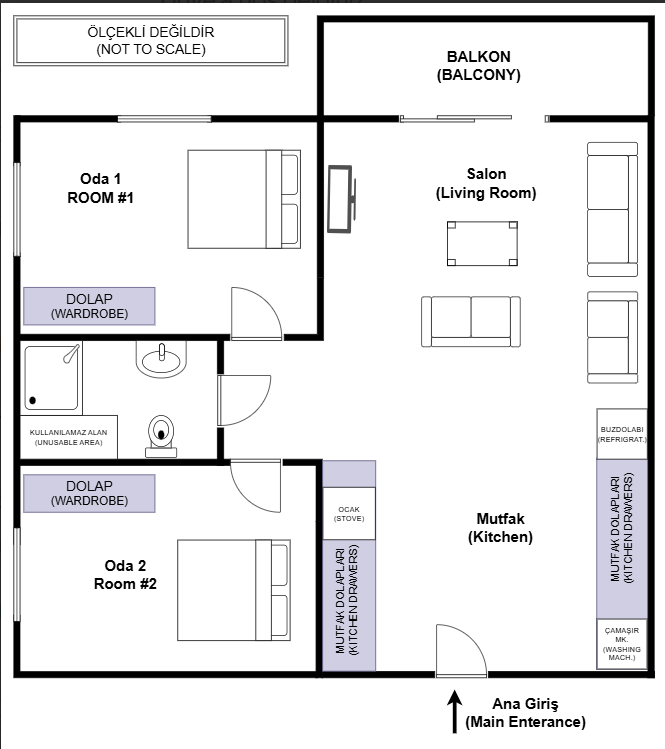 ÖLÇEKLİ DEĞİLDİR
(NOT TO SCALE)
BALKON
(BALCONY)
Oda 1
ROOM #1
Salon
(Living Room)
DOLAP
(WARDROBE)
KULLANILAMAZ ALAN
(UNUSABLE AREA)
BUZDOLABI
(REFRIGRAT.)
DOLAP
(WARDROBE)
OCAK
(STOVE)
Mutfak
(Kitchen)
MUTFAK DOLAPLARI
(KITCHEN DRAWERS)
Oda 2
Room #2
MUTFAK DOLAPLARI
(KITCHEN DRAWERS)
ÇAMAŞIR
MK.
(WASHING
MACH.)
Ana Giriş
(Main Enterance)